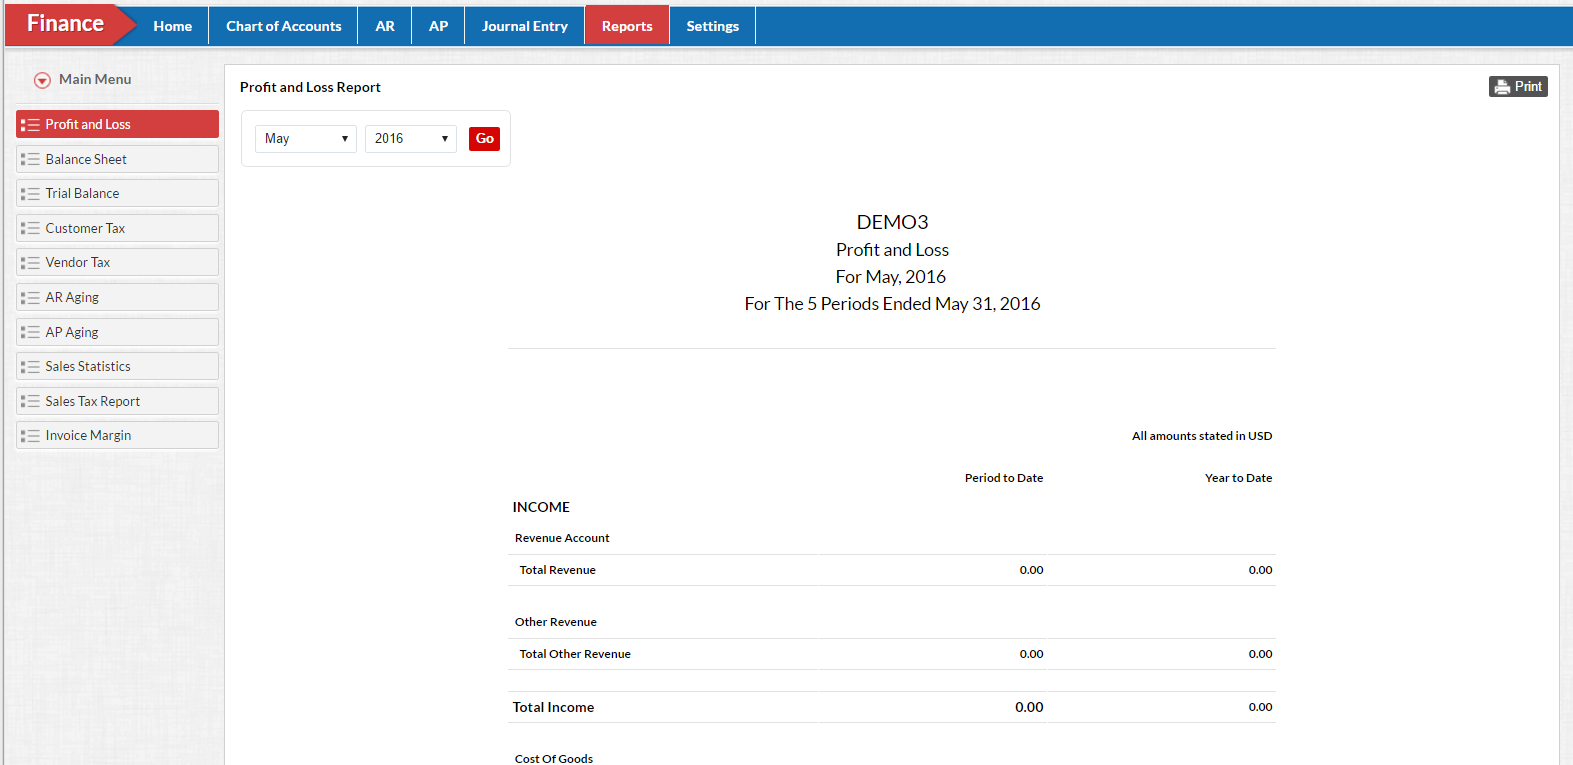 Finance
Home
Chart of Accounts
AR
AP
Journal Entry
Reports
Settings
Main Menu
Profit and Loss
Balance Sheet
Trial Balance
Customer Tax
Vendor Tax
AR Aging
AP Aging
Sales Statistics
Sales Tax Report
Invoice Margin
Profit and Loss Report
Print
May 2016 Go
DEMO3
Profit and Loss
For May, 2016
For The 5 Periods Ended May 31, 2016
All amounts stated in USD
Period to Date Year to Date
INCOME
Revenue Account
Total Revenue 0.00 0.00
Other Revenue
Total Other Revenue 0.00 0.00
Total Income 0.00 0.00
Cost Of Goods